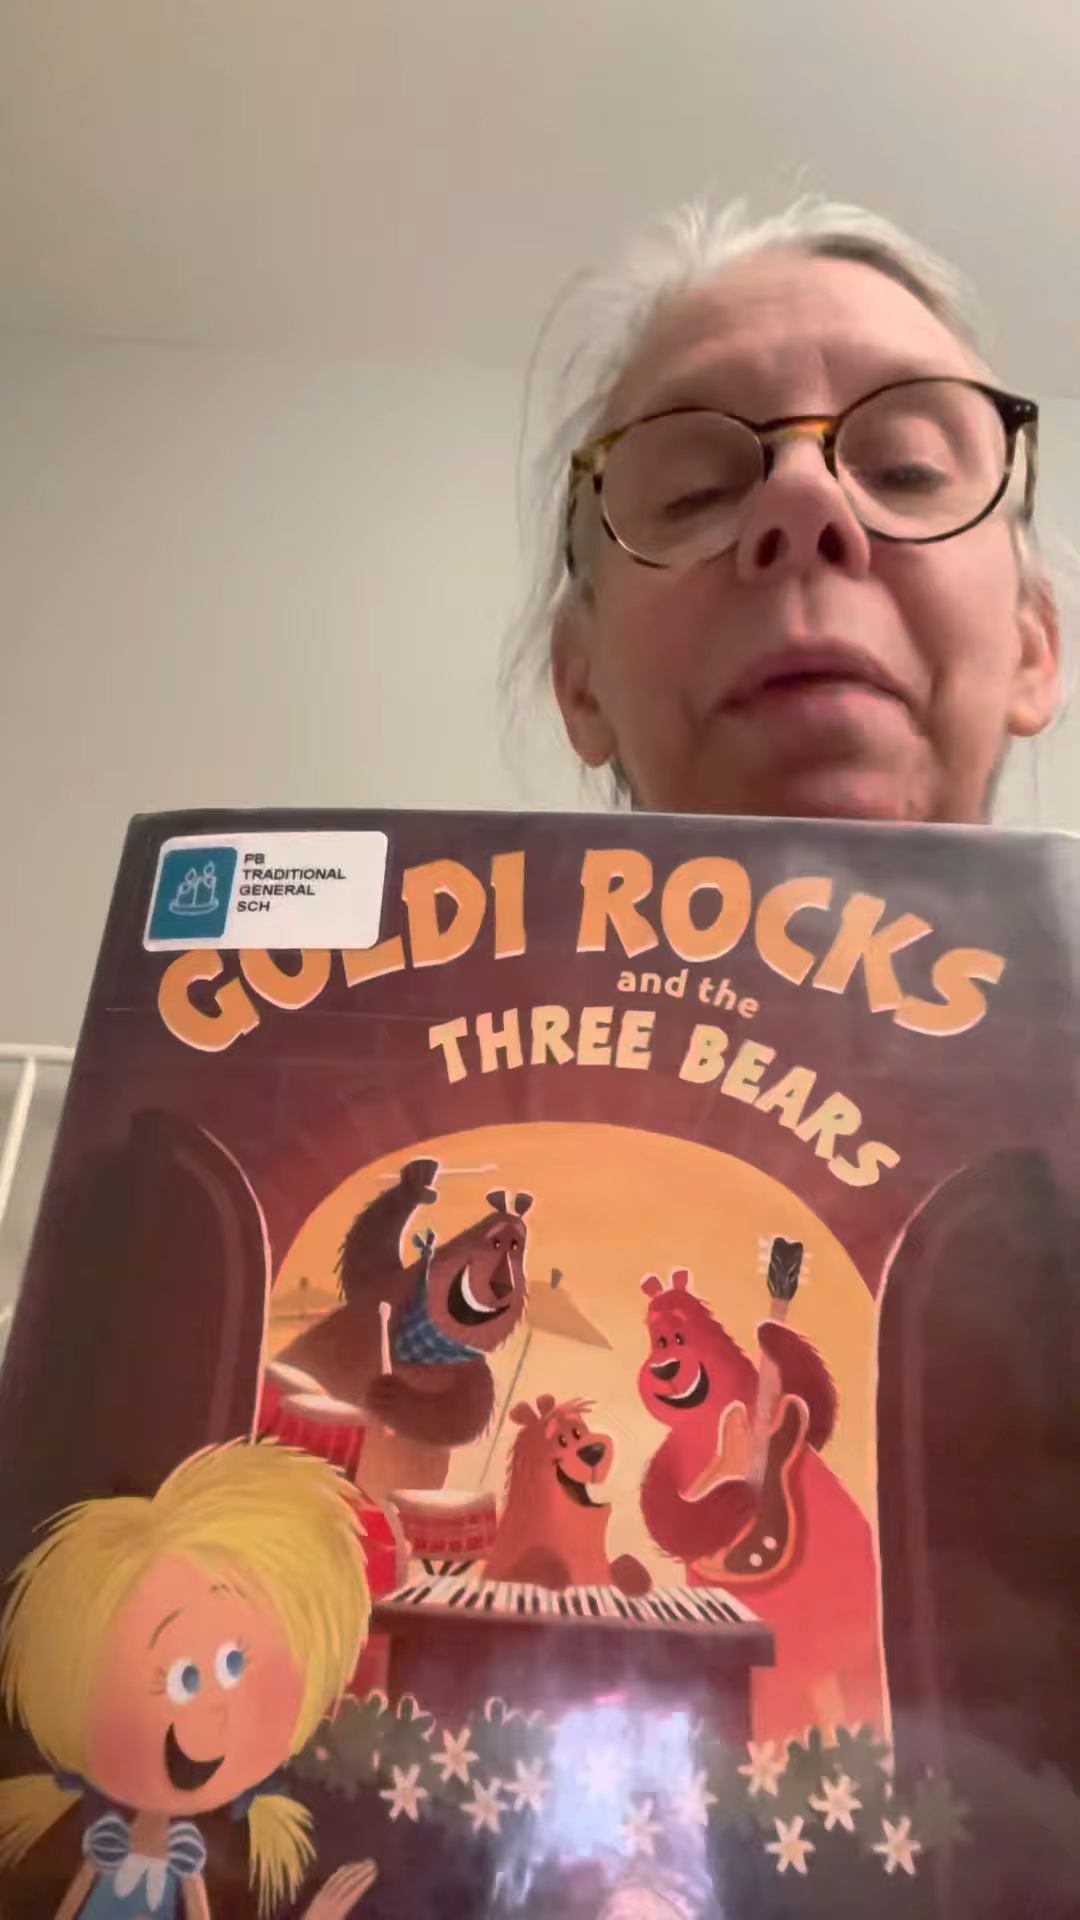 PB
TRADITIONAL
GENERAL
SCH
GOLDI ROCKS
and the
THREE BEARS